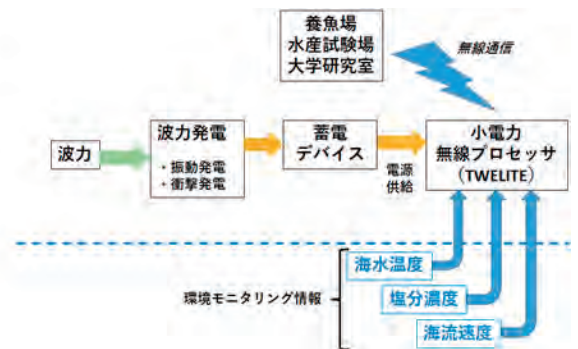 養魚場
水産試験場
大学研究室
無線通信
波力
波力発電
・振動発電
・衝撃発電
蓄電
デバイス
電源
供給
小電力
無線プロセッサ
（TWELITE）
環境モニタリング情報
海水温度
塩分濃度
海流速度